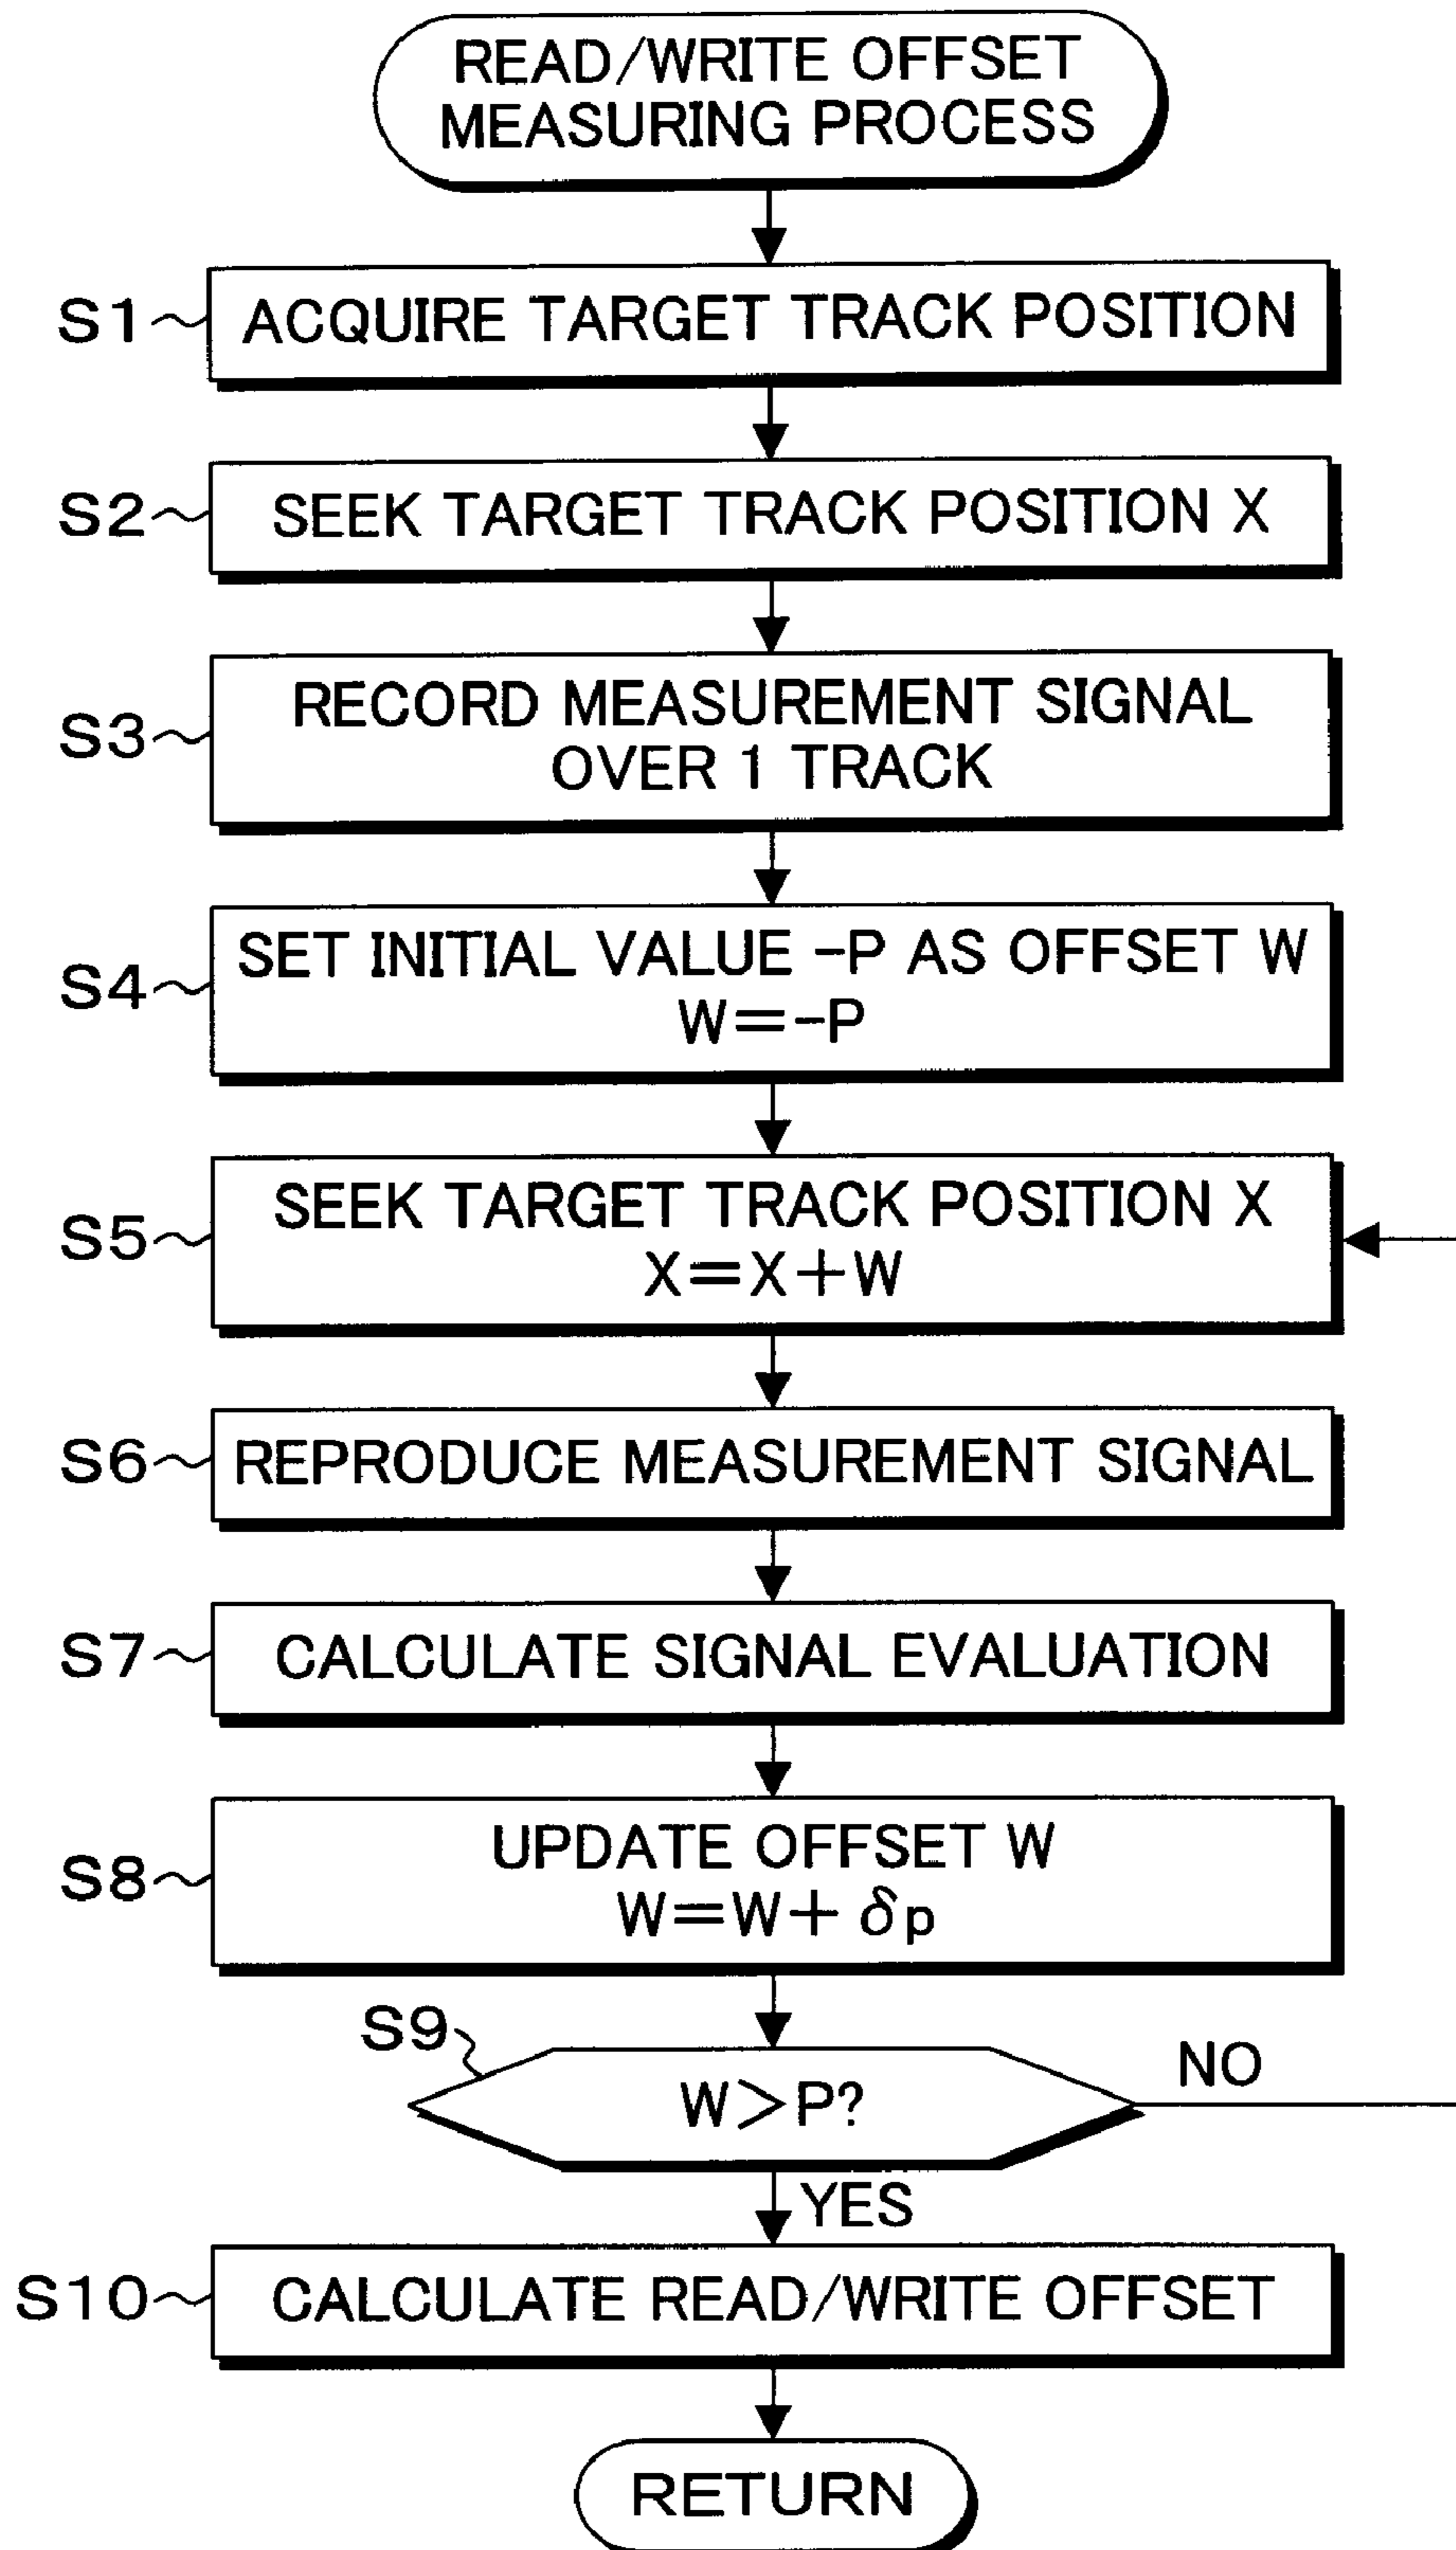 READ/WRITE OFFSET
MEASURING PROCESS
S1
ACQUIRE TARGET TRACK POSITION
S2
SEEK TARGET TRACK POSITION X
S3
RECORD MEASUREMENT SIGNAL
OVER 1 TRACK
S4
SET INITIAL VALUE -P AS OFFSET W
W=-P
S5
SEEK TARGET TRACK POSITION X
X=X+W
S6
REPRODUCE MEASUREMENT SIGNAL
S7
CALCULATE SIGNAL EVALUATION
S8
UPDATE OFFSET W
W=W+δp
S9
W>P?
NO
YES
S10
CALCULATE READ/WRITE OFFSET
RETURN